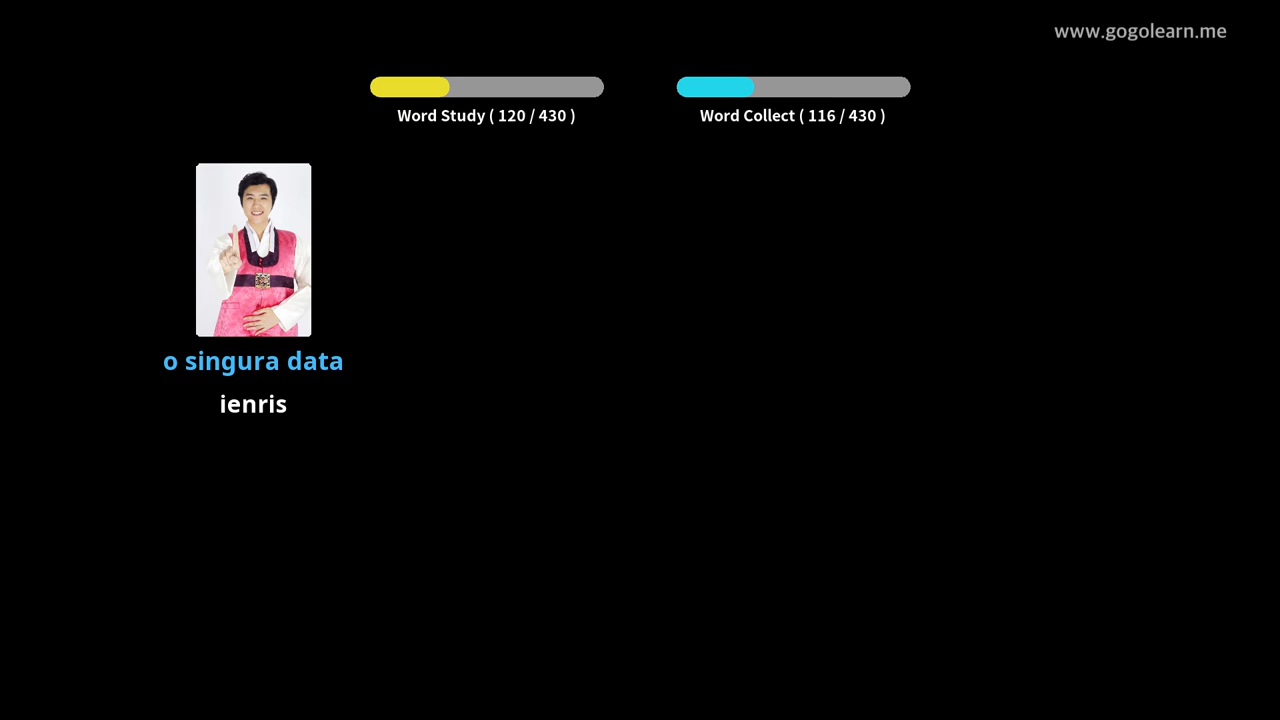 www.gogolearn.me
Word Study ( 120 / 430 )
Word Collect ( 116 / 430 )
o singura data
ienris